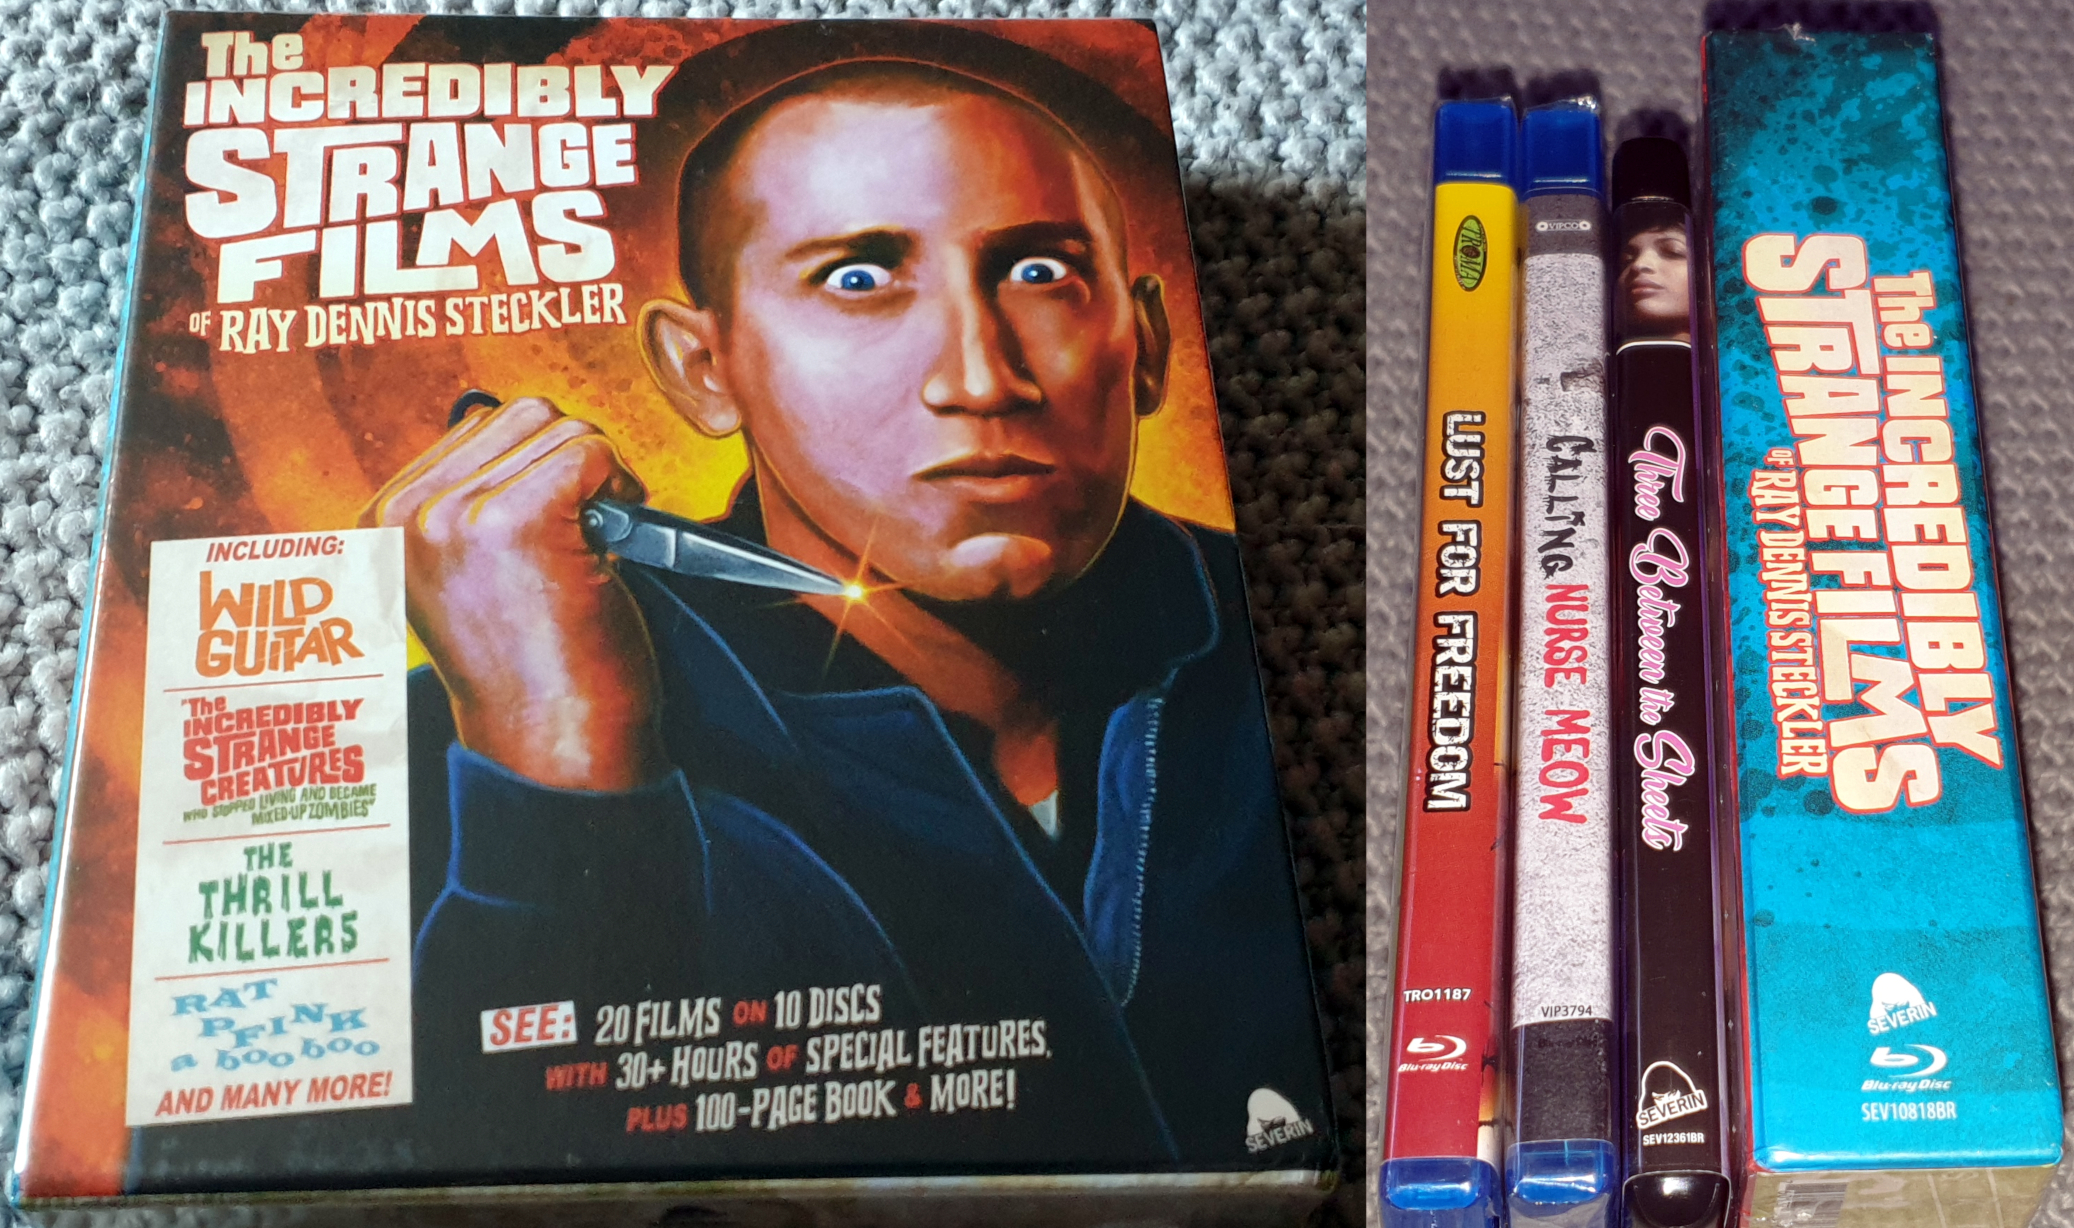 The
INCREDIBLY
STRANGE
FILMS
OF RAY DENNIS STECKLER
INCLUDING:
WILD
GUITAR
"The
INCREDIBLY
STRANGE
CREATURES
WHO STOPPED LIVING AND BECAME
MIXED-UP ZOMBIES"
THE
THRILL
KILLERS
RAT
PFINK
a boo boo
AND MANY MORE!
SEE: 20 FILMS ON 10 DISCS
WITH 30+ HOURS OF SPECIAL FEATURES,
PLUS 100-PAGE BOOK & MORE!
SEVERIN
TROMA
LUST FOR FREEDOM
TRO1187
Blu-ray Disc
VIPCO
CALLING NURSE MEOW
VIP3794
Blu-ray Disc
Three Between the Sheets
SEVERIN
SEV12361BR
The INCREDIBLY
STRANGE FILMS
OF RAY DENNIS STECKLER
SEVERIN
Blu-ray Disc
SEV10818BR